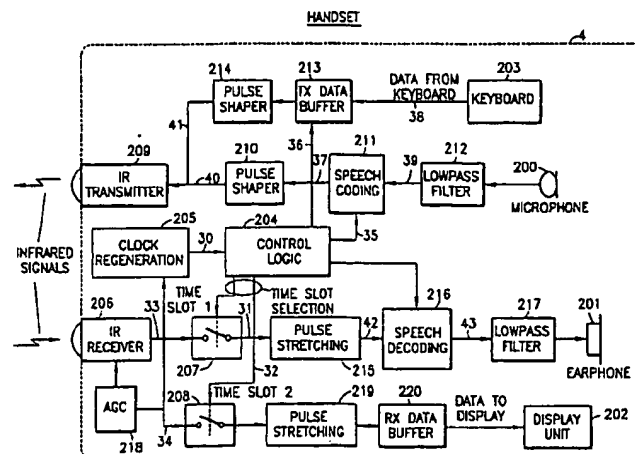 HANDSET
4
214
PULSE
SHAPER
213
TX DATA
BUFFER
DATA FROM
KEYBOARD
38
203
KEYBOARD
41
36
209
IR
TRANSMITTER
40
210
PULSE
SHAPER
37
211
SPEECH
CODING
39
212
LOWPASS
FILTER
200
MICROPHONE
35
INFRARED
SIGNALS
205
CLOCK
REGENERATION
30
204
CONTROL
LOGIC
TIME SLOT
SELECTION
206
IR
RECEIVER
33
TIME
SLOT 1
207
31
PULSE
STRETCHING
215
42
216
SPEECH
DECODING
43
217
LOWPASS
FILTER
201
EARPHONE
32
AGC
218
34
208
TIME SLOT 2
219
PULSE
STRETCHING
220
RX DATA
BUFFER
DATA TO
DISPLAY
DISPLAY
UNIT
202